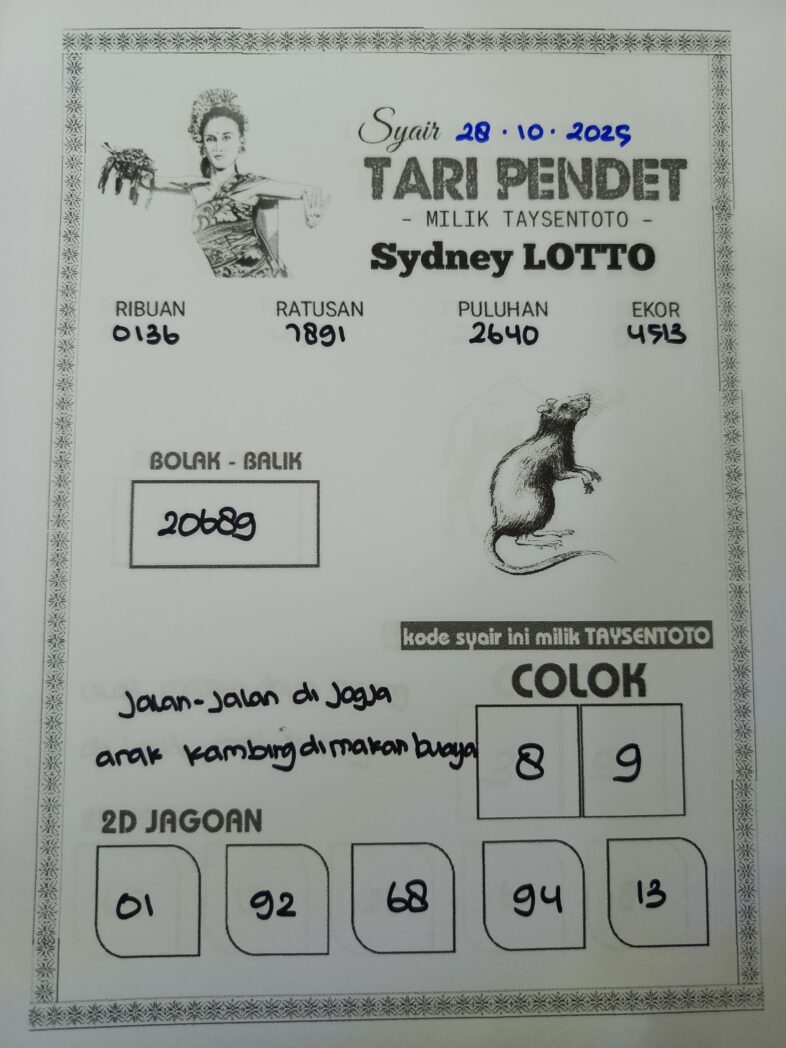 Syair 28.10.2025
TARI PENDET
- MILIK TAYSENTOTO -
Sydney LOTTO
RIBUAN RATUSAN PULUHAN EKOR
0136 7891 2640 4513
BOLAK - BALIK
20689
kode syair ini milik TAYSENTOTO
COLOK
8 9
Jalan-Jalan di Jogja
anak kambing di makan buaya
2D JAGOAN
01 92 68 94 13